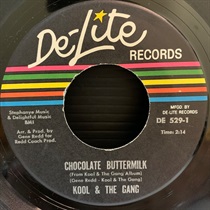 De-Lite
RECORDS
Stephanye Music
& Delightful Music
BMI
MFGD BY
DE-LITE RECORDS
DE 529-1
Arr. & Prod. by
Gene Redd for
Redd Coach Prod.
Time: 2:14
CHOCOLATE BUTTERMILK
(From Kool & The Gang Album)
(Gene Redd - Kool & The Gang)
KOOL & THE GANG